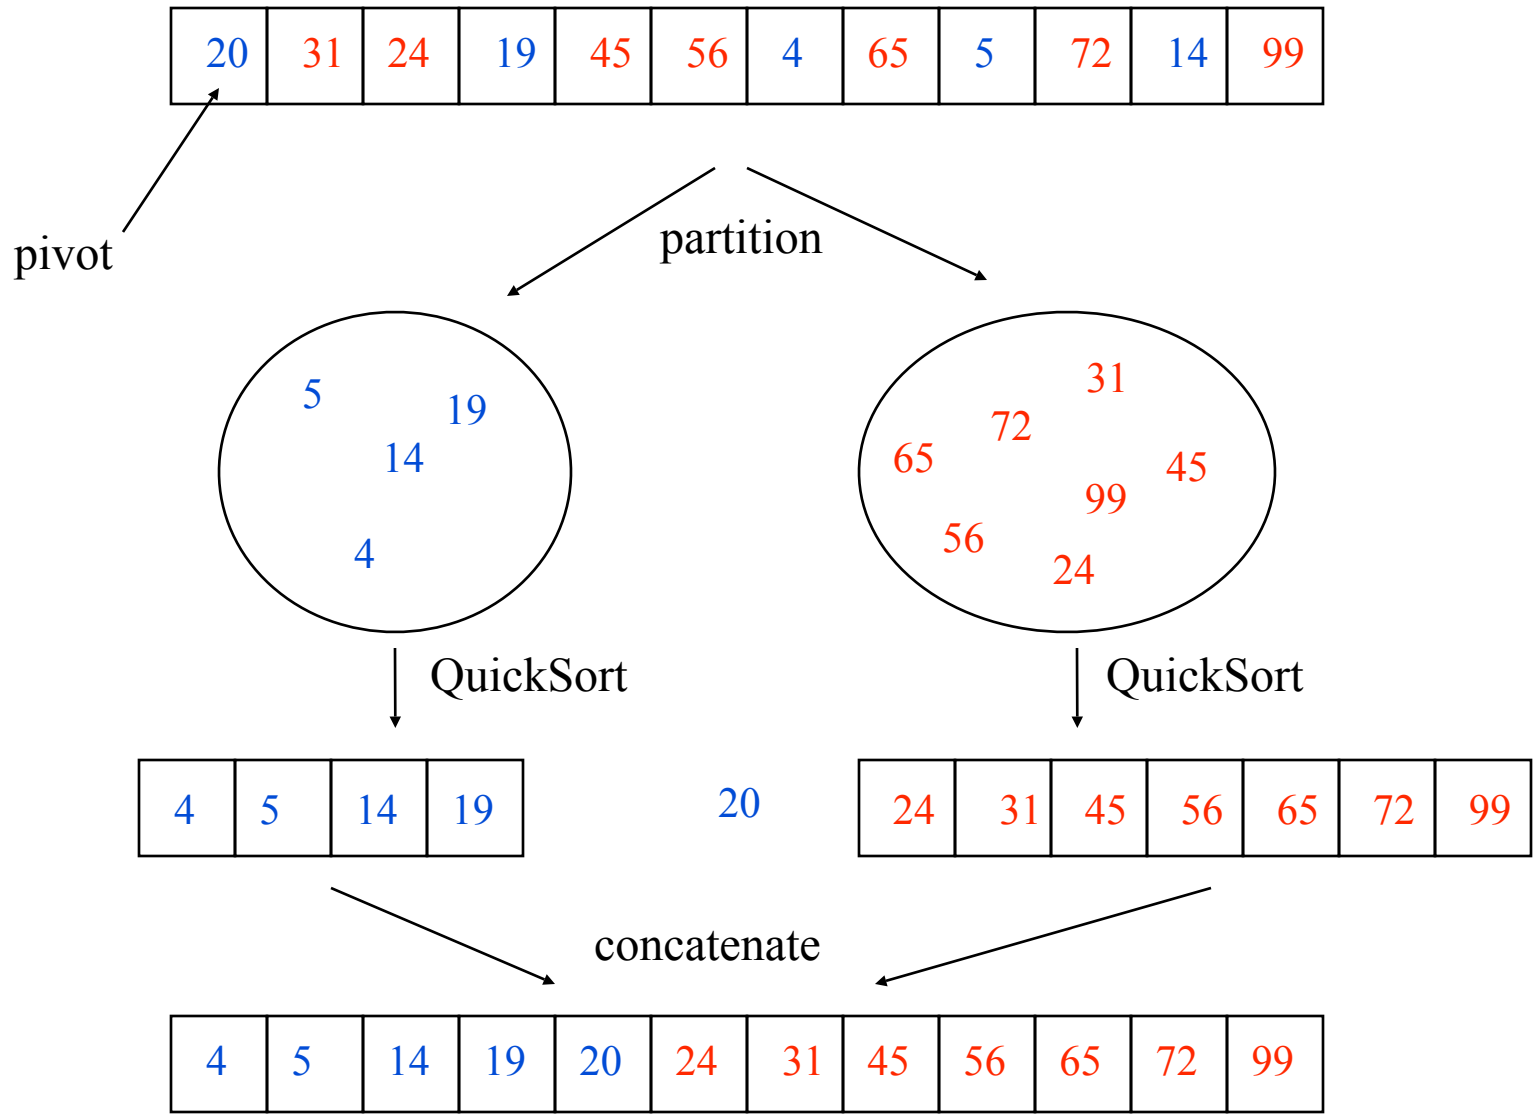 20 31 24 19 45 56 4 65 5 72 14 99
pivot
partition
5
19
14
4
31
72
65
45
99
56
24
QuickSort
QuickSort
4 5 14 19
20
24 31 45 56 65 72 99
concatenate
4 5 14 19 20 24 31 45 56 65 72 99